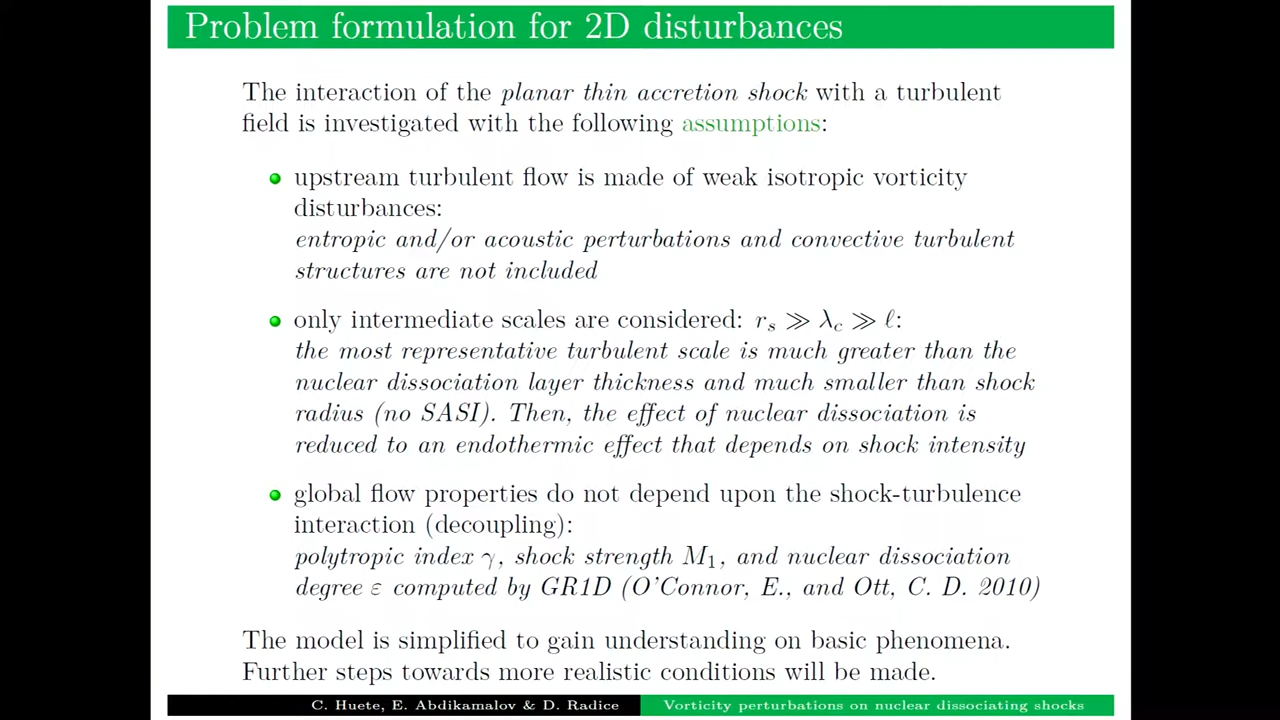 Problem formulation for 2D disturbances
The interaction of the planar thin accretion shock with a turbulent
field is investigated with the following assumptions:
upstream turbulent flow is made of weak isotropic vorticity
disturbances:
entropic and/or acoustic perturbations and convective turbulent
structures are not included
only intermediate scales are considered: r_s ≫ λ_c ≫ ℓ:
the most representative turbulent scale is much greater than the
nuclear dissociation layer thickness and much smaller than shock
radius (no SASI). Then, the effect of nuclear dissociation is
reduced to an endothermic effect that depends on shock intensity
global flow properties do not depend upon the shock-turbulence
interaction (decoupling):
polytropic index γ, shock strength M₁, and nuclear dissociation
degree ε computed by GR1D (O'Connor, E., and Ott, C. D. 2010)
The model is simplified to gain understanding on basic phenomena.
Further steps towards more realistic conditions will be made.
C. Huete, E. Abdikamalov & D. Radice
Vorticity perturbations on nuclear dissociating shocks